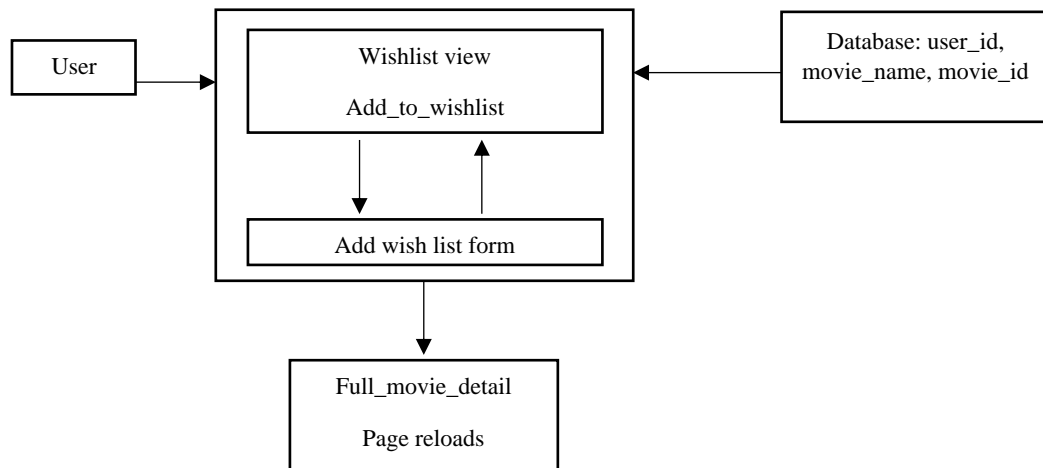 User
Wishlist view
Add_to_wishlist
Add wish list form
Database: user_id,
movie_name, movie_id
Full_movie_detail
Page reloads